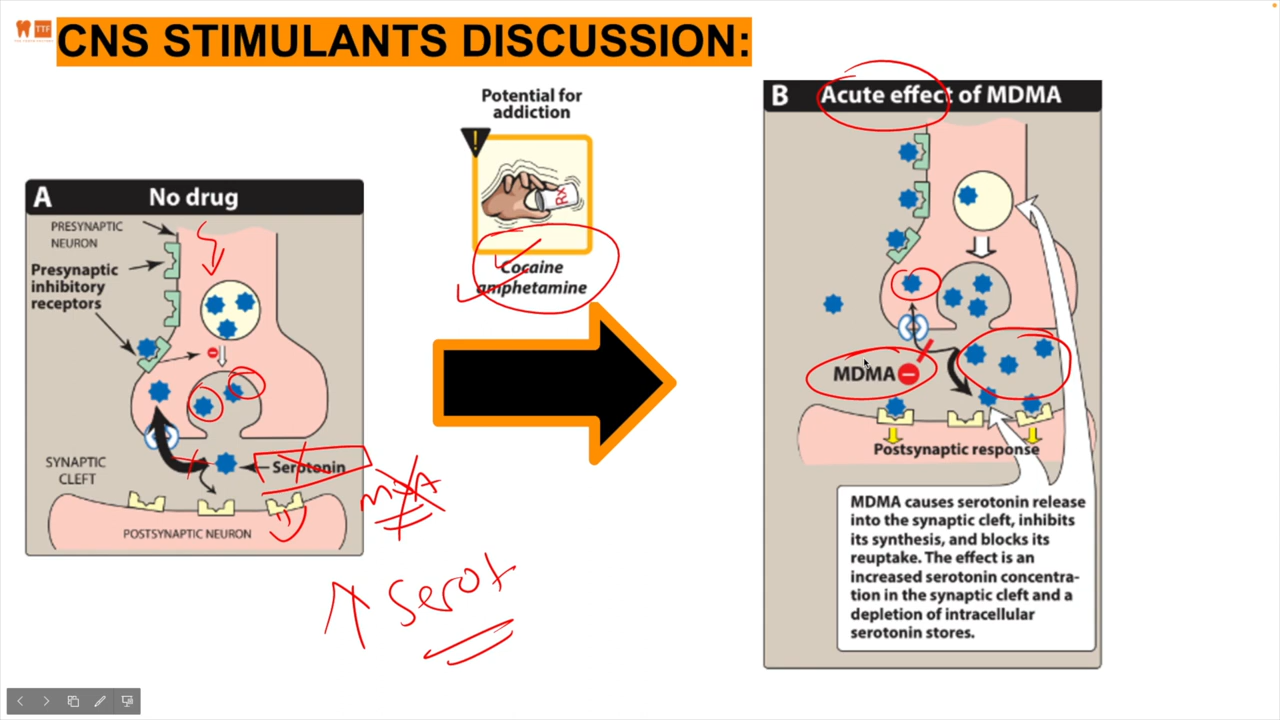 TTF
CNS STIMULANTS DISCUSSION:
A No drug
PRESYNAPTIC
NEURON
Presynaptic
inhibitory
receptors
SYNAPTIC
CLEFT
Serotonin
POSTSYNAPTIC NEURON
↑ Serot
Potential for
addiction
!
Rx
Cocaine
amphetamine
B Acute effect of MDMA
MDMA
Postsynaptic response
MDMA causes serotonin release
into the synaptic cleft, inhibits
its synthesis, and blocks its
reuptake. The effect is an
increased serotonin concentra-
tion in the synaptic cleft and a
depletion of intracellular
serotonin stores.